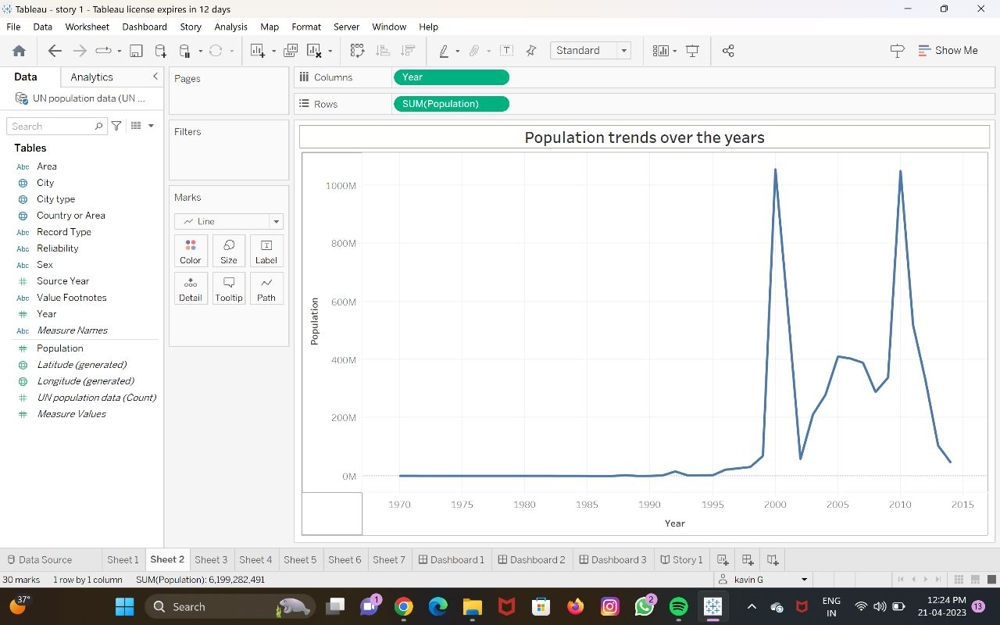 Tableau - story 1 - Tableau license expires in 12 days
File Data Worksheet Dashboard Story Analysis Map Format Server Window Help
Standard
Show Me
Data Analytics
UN population data (UN ...
Search
Tables
Abc Area
City
City type
Country or Area
Abc Record Type
Abc Reliability
Abc Sex
Source Year
Abc Value Footnotes
Year
Abc Measure Names
Population
Latitude (generated)
Longitude (generated)
UN population data (Count)
Measure Values
Pages
Filters
Marks
Line
Color Size Label
Detail Tooltip Path
Columns Year
Rows SUM(Population)
Population trends over the years
1000M
800M
600M
400M
200M
0M
Population
1970 1975 1980 1985 1990 1995 2000 2005 2010 2015
Year
Data Source Sheet 1 Sheet 2 Sheet 3 Sheet 4 Sheet 5 Sheet 6 Sheet 7 Dashboard 1 Dashboard 2 Dashboard 3 Story 1
30 marks 1 row by 1 column SUM(Population): 6,199,282,491 kavin G
37°
Search
1
2
ENG
IN
12:24 PM
21-04-2023
13